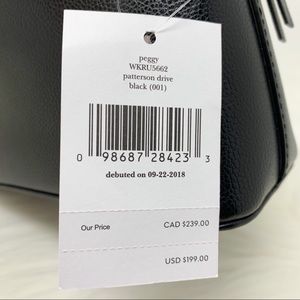 peggy
WKRU5662
patterson drive
black (001)
0 98687 28423 3
debuted on 09-22-2018
Our Price CAD $239.00
USD $199.00